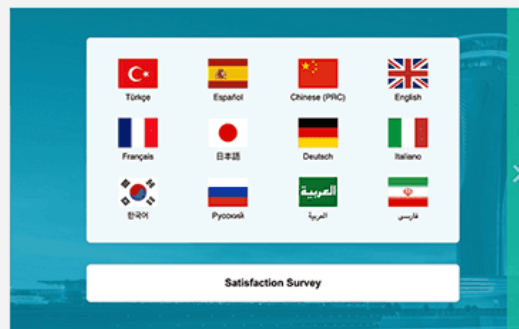 Türkçe
Español
Chinese (PRC)
English
Français
日本語
Deutsch
Italiano
العربية
한국어
Русский
العربية
فارسی
Satisfaction Survey